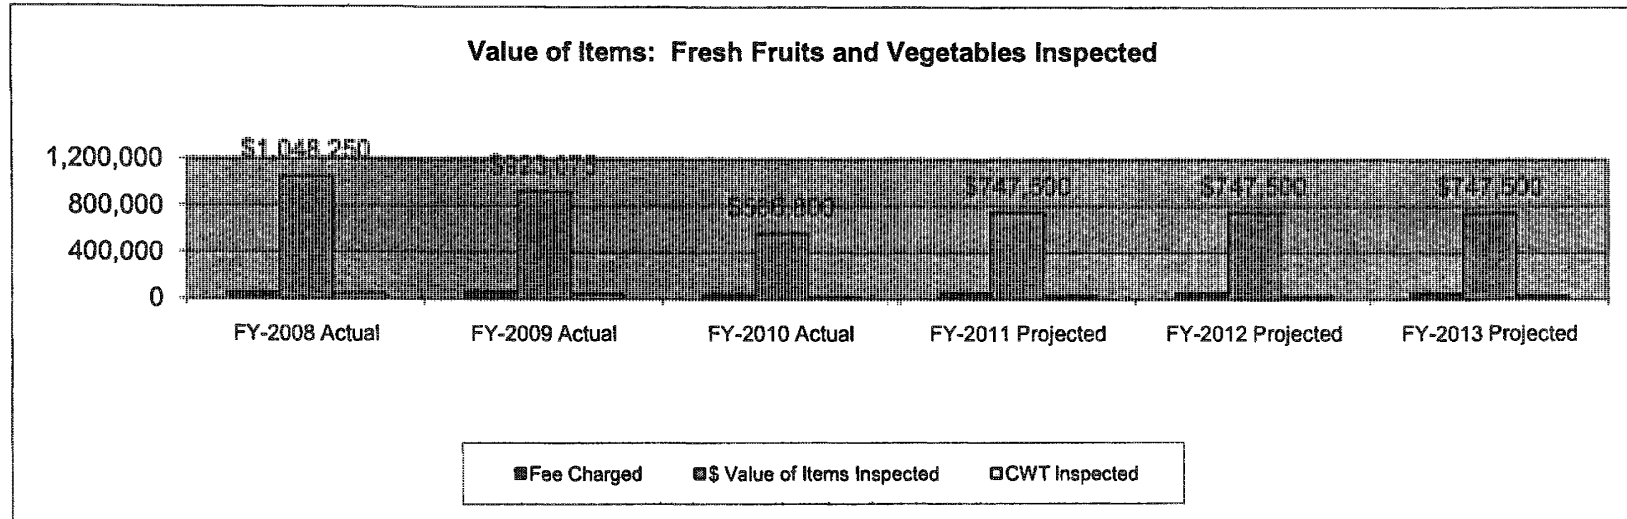 Value of Items: Fresh Fruits and Vegetables Inspected
1,200,000
800,000
400,000
0
$1,048,250
$747,500
$747,500
$747,500
FY-2008 Actual
FY-2009 Actual
FY-2010 Actual
FY-2011 Projected
FY-2012 Projected
FY-2013 Projected
Fee Charged
$ Value of Items Inspected
CWT Inspected